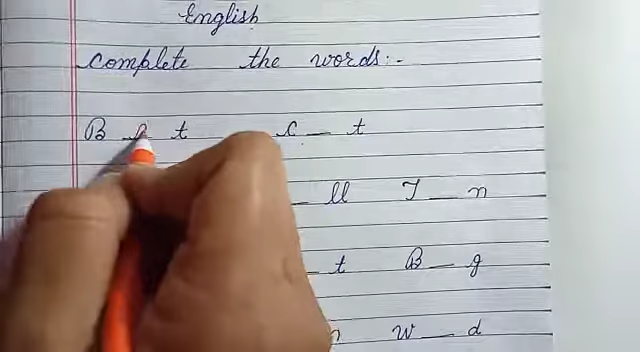 English
Complete the words:-
B _ t C _ t
_ ll J _ n
_ t B _ g
W _ d